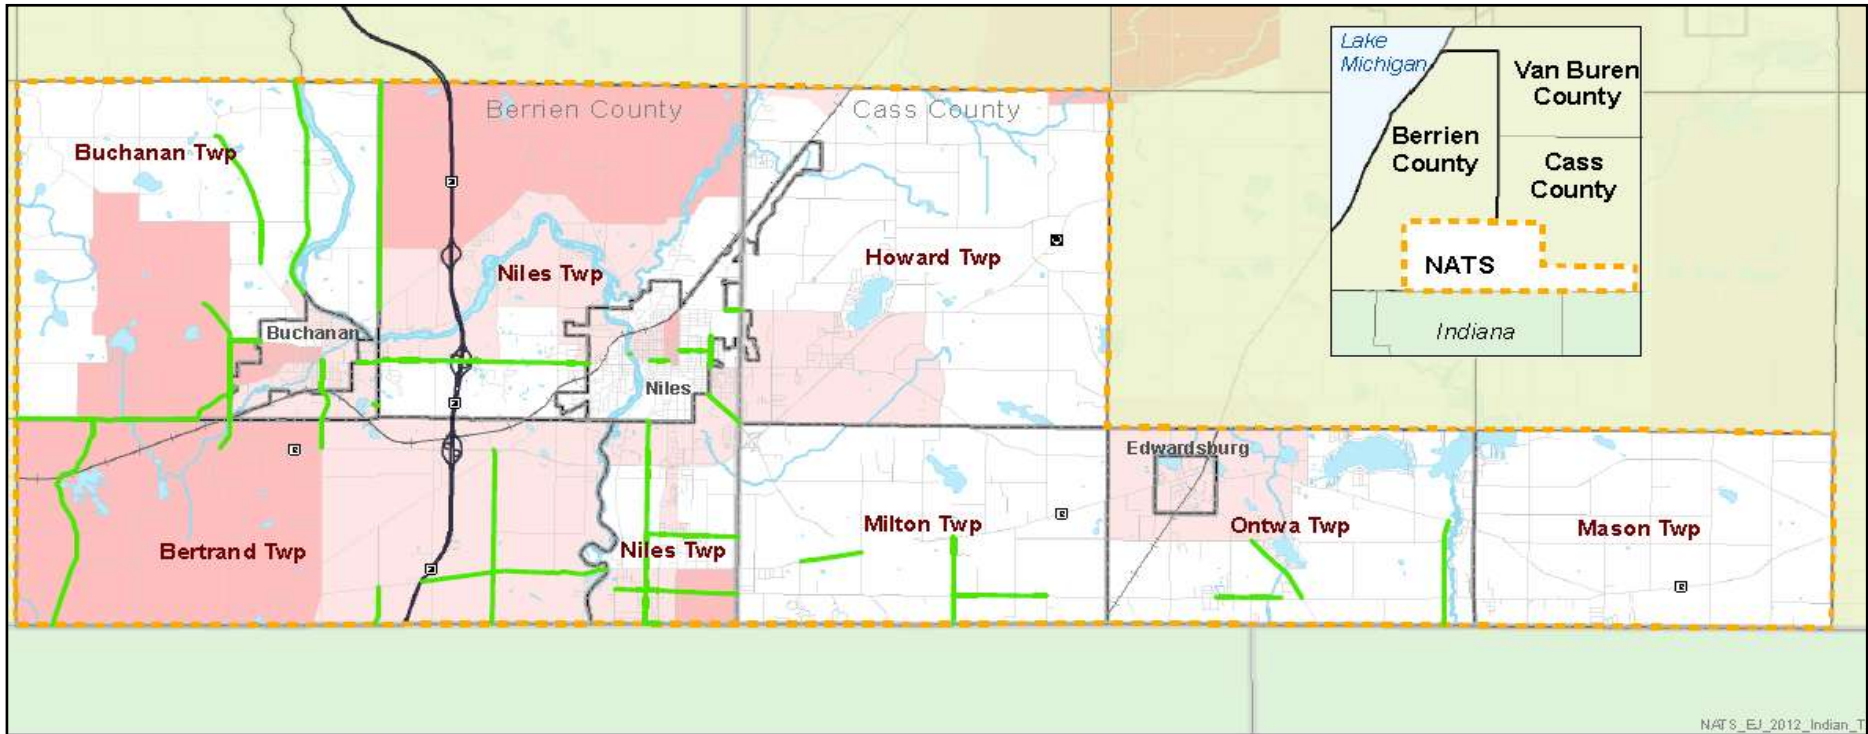 Berrien County
Cass County
Buchanan Twp
Niles Twp
Howard Twp
Buchanan
Niles
Edwardsburg
Bertrand Twp
Niles Twp
Milton Twp
Ontwa Twp
Mason Twp
Lake
Michigan
Van Buren
County
Berrien
County
Cass
County
NATS
Indiana
NATS_EJ_2012_Indian_T